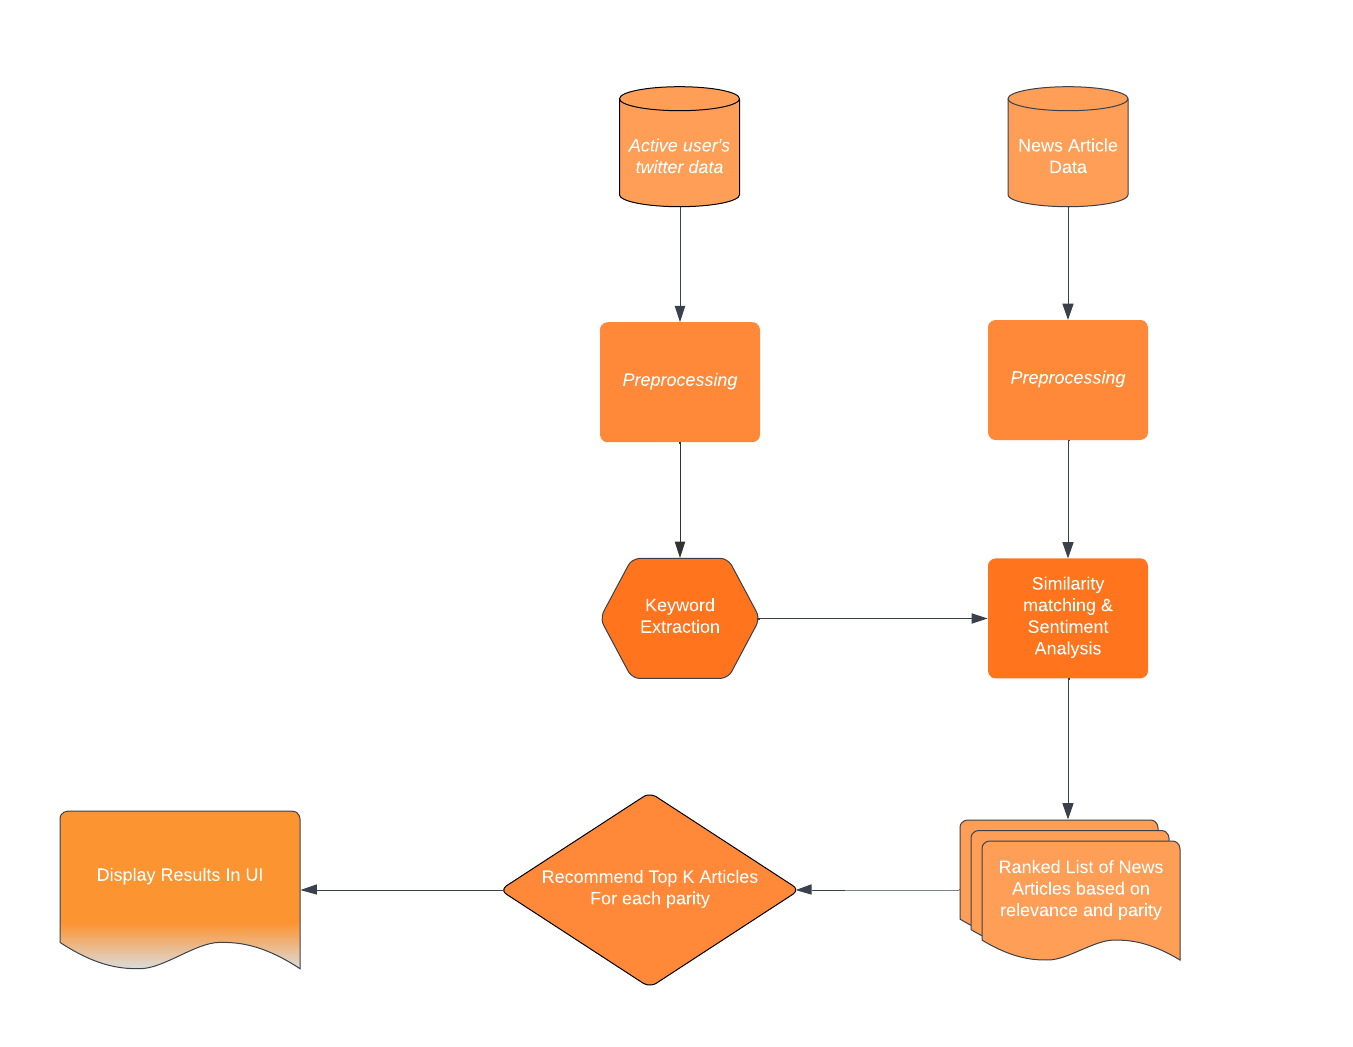 Active user's
twitter data
News Article
Data
Preprocessing
Preprocessing
Keyword
Extraction
Similarity
matching &
Sentiment
Analysis
Ranked List of News
Articles based on
relevance and parity
Recommend Top K Articles
For each parity
Display Results In UI